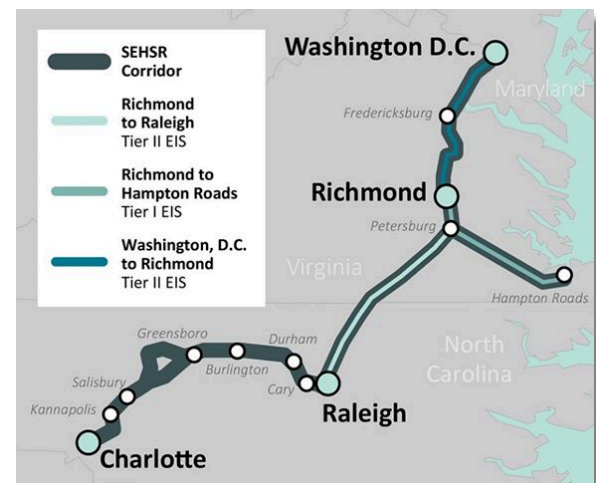 SEHSR
Corridor
Richmond
to Raleigh
Tier II EIS
Richmond to
Hampton Roads
Tier I EIS
Washington, D.C.
to Richmond
Tier II EIS
Washington D.C.
Maryland
Fredericksburg
Richmond
Petersburg
Virginia
Hampton Roads
Greensboro
Durham
North
Carolina
Burlington
Salisbury
Cary
Kannapolis
Raleigh
Charlotte